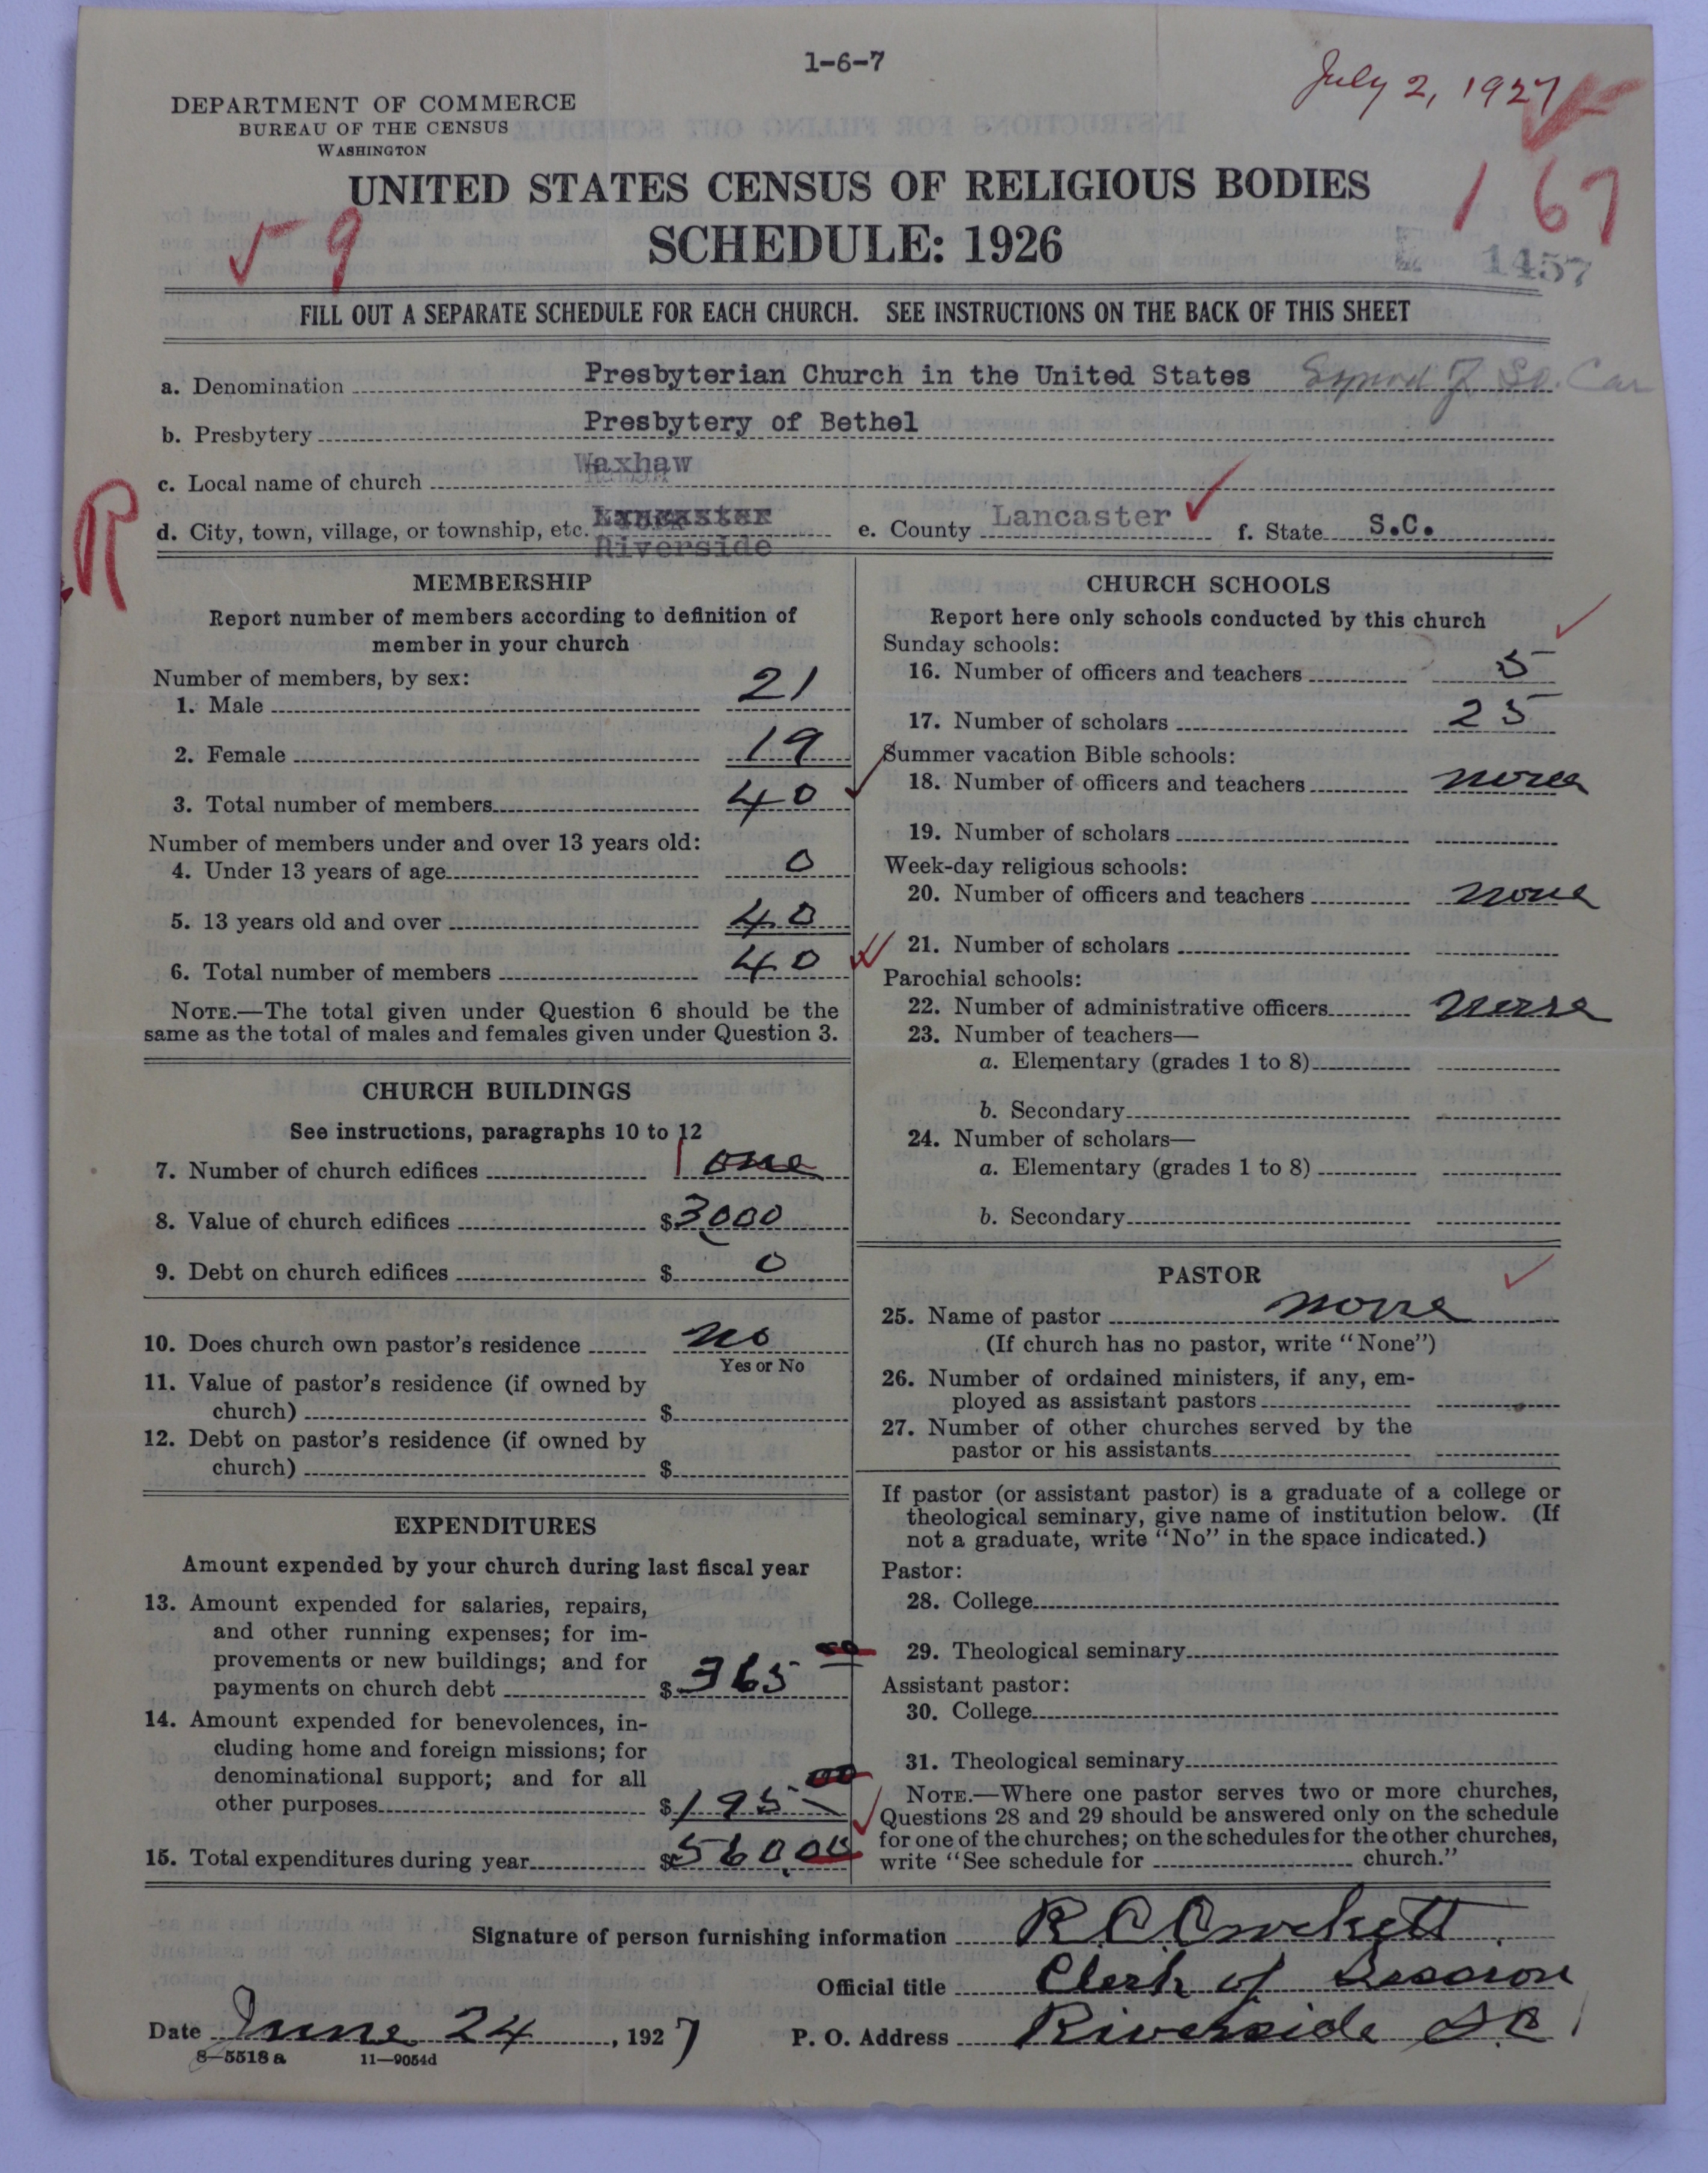 1-6-7
July 2, 1927
DEPARTMENT OF COMMERCE
BUREAU OF THE CENSUS
WASHINGTON
UNITED STATES CENSUS OF RELIGIOUS BODIES
SCHEDULE: 1926
9
1 67
1457
FILL OUT A SEPARATE SCHEDULE FOR EACH CHURCH. SEE INSTRUCTIONS ON THE BACK OF THIS SHEET
a. Denomination Presbyterian Church in the United States Synod of So. Car
b. Presbytery Presbytery of Bethel
c. Local name of church Waxhaw
R
d. City, town, village, or township, etc. Lancaster e. County Lancaster f. State S.C.
Riverside
MEMBERSHIP
Report number of members according to definition of
member in your church
Number of members, by sex:
1. Male 21
2. Female 19
3. Total number of members 40
Number of members under and over 13 years old:
4. Under 13 years of age 0
5. 13 years old and over 40
6. Total number of members 40
NOTE.—The total given under Question 6 should be the
same as the total of males and females given under Question 3.
CHURCH BUILDINGS
See instructions, paragraphs 10 to 12
7. Number of church edifices 1 one
8. Value of church edifices $3000
9. Debt on church edifices $ 0
10. Does church own pastor's residence no
Yes or No
11. Value of pastor's residence (if owned by
church) $
12. Debt on pastor's residence (if owned by
church) $
EXPENDITURES
Amount expended by your church during last fiscal year
13. Amount expended for salaries, repairs,
and other running expenses; for im-
provements or new buildings; and for
payments on church debt $ 365 00
14. Amount expended for benevolences, in-
cluding home and foreign missions; for
denominational support; and for all
other purposes $ 195 00
15. Total expenditures during year $560.00
CHURCH SCHOOLS
Report here only schools conducted by this church
Sunday schools:
16. Number of officers and teachers 5
17. Number of scholars 25
Summer vacation Bible schools:
18. Number of officers and teachers none
19. Number of scholars
Week-day religious schools:
20. Number of officers and teachers none
21. Number of scholars
Parochial schools:
22. Number of administrative officers none
23. Number of teachers—
a. Elementary (grades 1 to 8)
b. Secondary
24. Number of scholars—
a. Elementary (grades 1 to 8)
b. Secondary
PASTOR
25. Name of pastor none
(If church has no pastor, write "None")
26. Number of ordained ministers, if any, em-
ployed as assistant pastors
27. Number of other churches served by the
pastor or his assistants
If pastor (or assistant pastor) is a graduate of a college or
theological seminary, give name of institution below. (If
not a graduate, write "No" in the space indicated.)
Pastor:
28. College
29. Theological seminary
Assistant pastor:
30. College
31. Theological seminary
NOTE.—Where one pastor serves two or more churches,
Questions 28 and 29 should be answered only on the schedule
for one of the churches; on the schedules for the other churches,
write "See schedule for church."
Signature of person furnishing information R C Crockett
Official title Clerk of Session
Date June 24, 1927 P. O. Address Riverside S.C.
8-5518 a 11—9054d